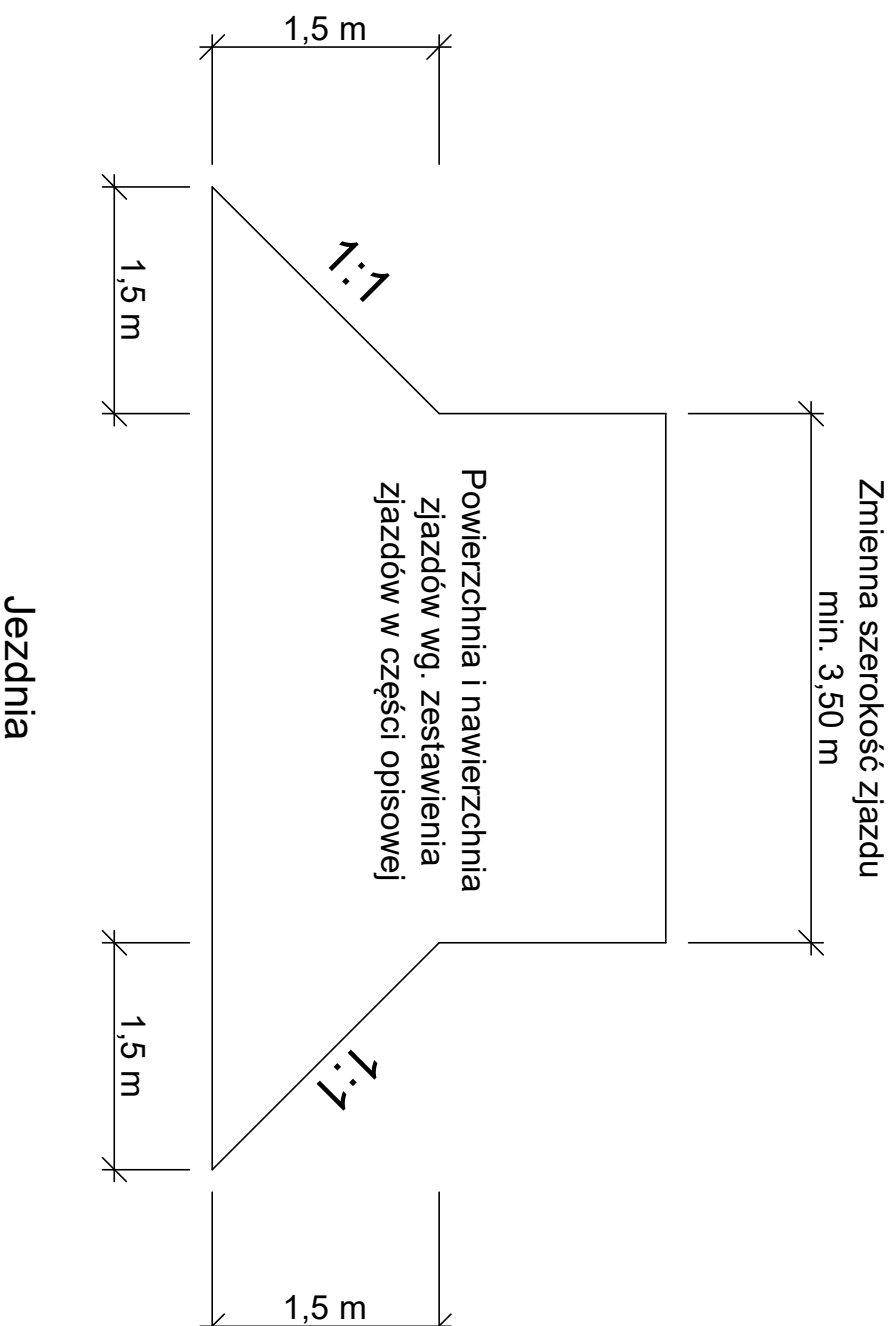 1,5 m
Zmienna szerokość zjazdu
min. 3,50 m
1:1
1,5 m
Powierzchnia i nawierzchnia
zjazdów wg. zestawienia
zjazdów w części opisowej
1:1
1,5 m
1,5 m
Jezdnia